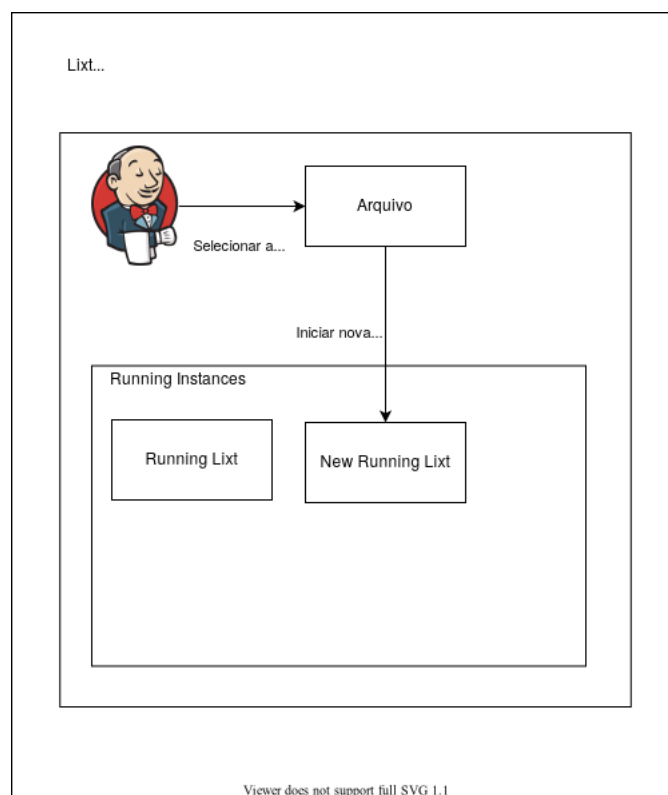 Lixt...
Arquivo
Selecionar a...
Iniciar nova...
Running Instances
Running Lixt
New Running Lixt
Viewer does not support full SVG 1.1